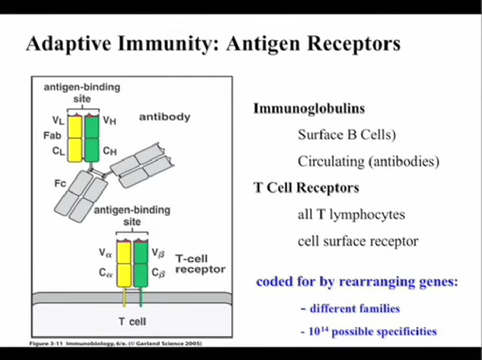 Adaptive Immunity: Antigen Receptors
antigen-binding
site
VL
VH
antibody
Fab
CL
CH
Fc
antigen-binding
site
Vα
Vβ
T-cell
receptor
Cα
Cβ
T cell
Figure 3-11 Immunobiology, 6/e. (© Garland Science 2005)
Immunoglobulins
Surface B Cells)
Circulating (antibodies)
T Cell Receptors
all T lymphocytes
cell surface receptor
coded for by rearranging genes:
- different families
- 10¹⁴ possible specificities